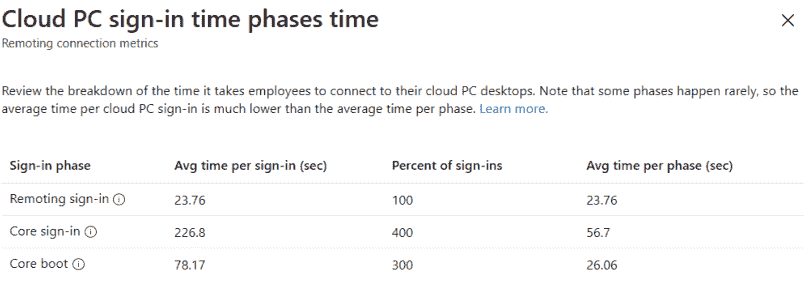 Cloud PC sign-in time phases time
Remoting connection metrics
Review the breakdown of the time it takes employees to connect to their cloud PC desktops. Note that some phases happen rarely, so the
average time per cloud PC sign-in is much lower than the average time per phase. Learn more.
Sign-in phase Avg time per sign-in (sec) Percent of sign-ins Avg time per phase (sec)
Remoting sign-in 23.76 100 23.76
Core sign-in 226.8 400 56.7
Core boot 78.17 300 26.06